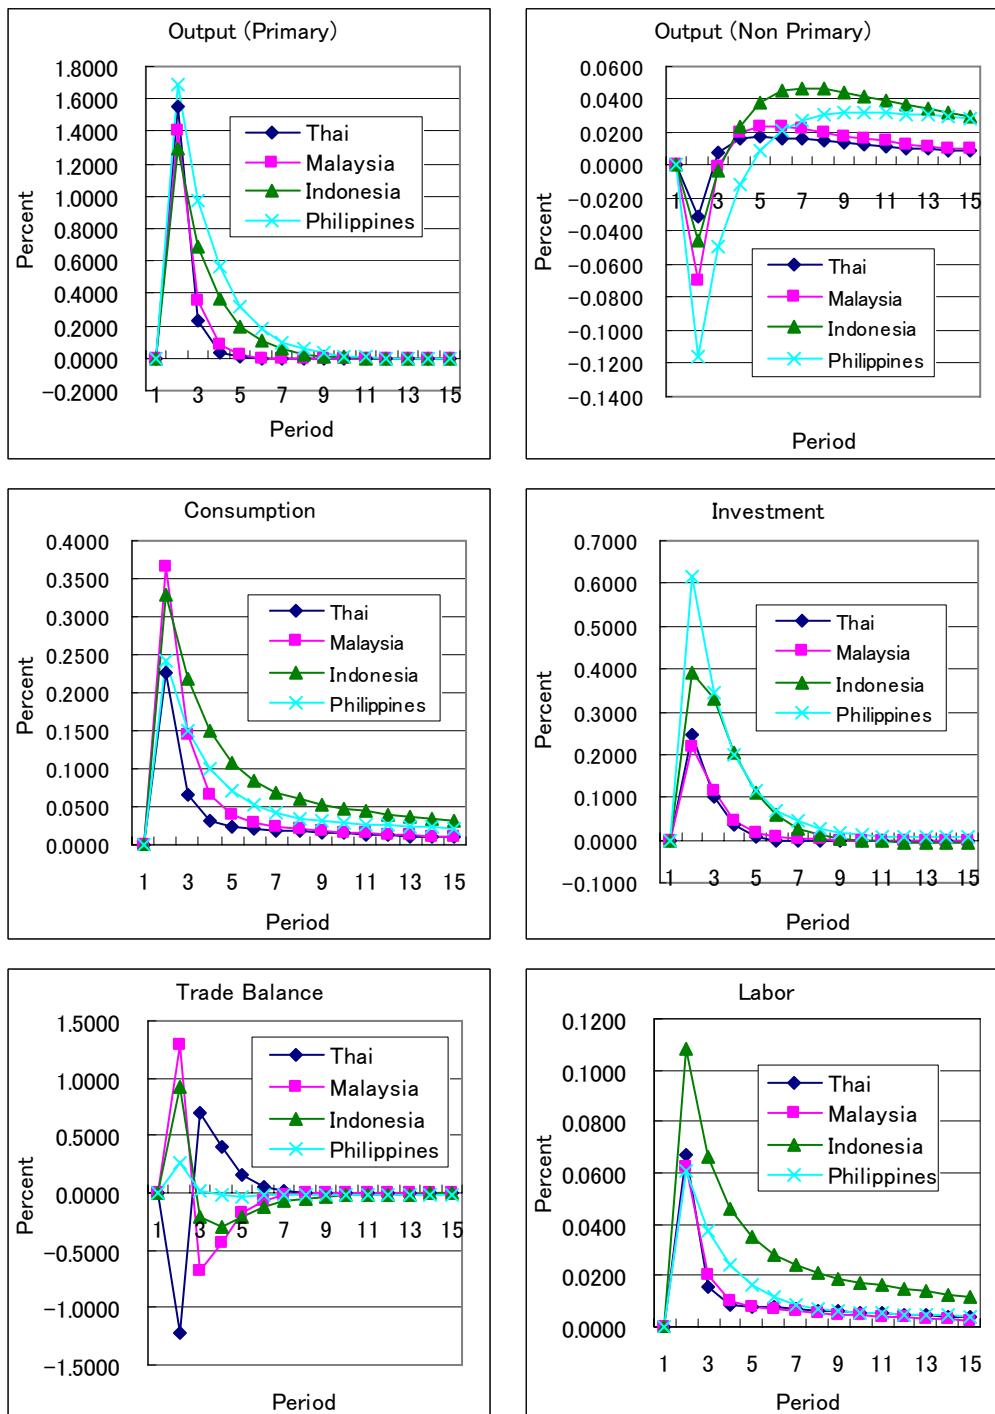 Output (Primary)
1.8000
1.6000
1.4000
1.2000
1.0000
0.8000
0.6000
0.4000
0.2000
0.0000
-0.2000
Percent
Thai
Malaysia
Indonesia
Philippines
1 3 5 7 9 11 13 15
Period
Output (Non Primary)
0.0600
0.0400
0.0200
0.0000
-0.0200
-0.0400
-0.0600
-0.0800
-0.1000
-0.1200
-0.1400
Percent
1 3 5 7 9 11 13 15
Thai
Malaysia
Indonesia
Philippines
Period
Consumption
0.4000
0.3500
0.3000
0.2500
0.2000
0.1500
0.1000
0.0500
0.0000
Percent
Thai
Malaysia
Indonesia
Philippines
1 3 5 7 9 11 13 15
Period
Investment
0.7000
0.6000
0.5000
0.4000
0.3000
0.2000
0.1000
0.0000
-0.1000
Percent
Thai
Malaysia
Indonesia
Philippines
1 3 5 7 9 11 13 15
Period
Trade Balance
1.5000
1.0000
0.5000
0.0000
-0.5000
-1.0000
-1.5000
Percent
Thai
Malaysia
Indonesia
Philippines
1 3 5 7 9 11 13 15
Period
Labor
0.1200
0.1000
0.0800
0.0600
0.0400
0.0200
0.0000
Percent
Thai
Malaysia
Indonesia
Philippines
1 3 5 7 9 11 13 15
Period